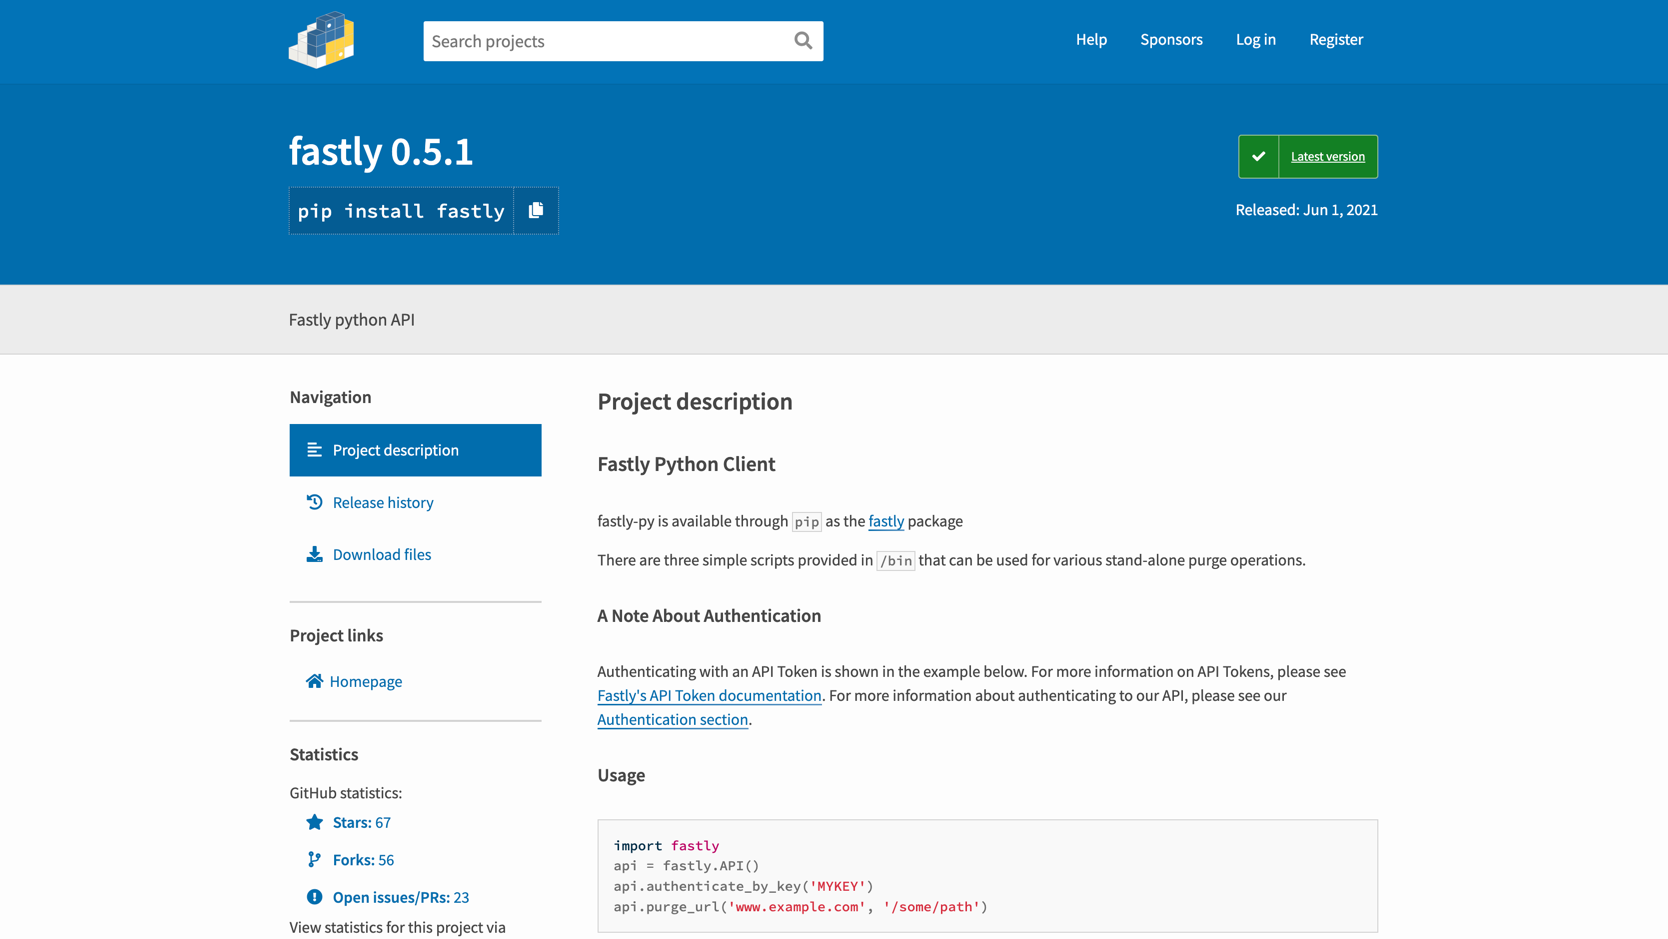 Search projects
Help
Sponsors
Log in
Register
fastly 0.5.1
pip install fastly
Latest version
Released: Jun 1, 2021
Fastly python API
Navigation
Project description
Release history
Download files
Project links
Homepage
Statistics
GitHub statistics:
Stars: 67
Forks: 56
Open issues/PRs: 23
View statistics for this project via
Project description
Fastly Python Client
fastly-py is available through pip as the fastly package
There are three simple scripts provided in /bin that can be used for various stand-alone purge operations.
A Note About Authentication
Authenticating with an API Token is shown in the example below. For more information on API Tokens, please see
Fastly's API Token documentation. For more information about authenticating to our API, please see our
Authentication section.
Usage
import fastly
api = fastly.API()
api.authenticate_by_key('MYKEY')
api.purge_url('www.example.com', '/some/path')